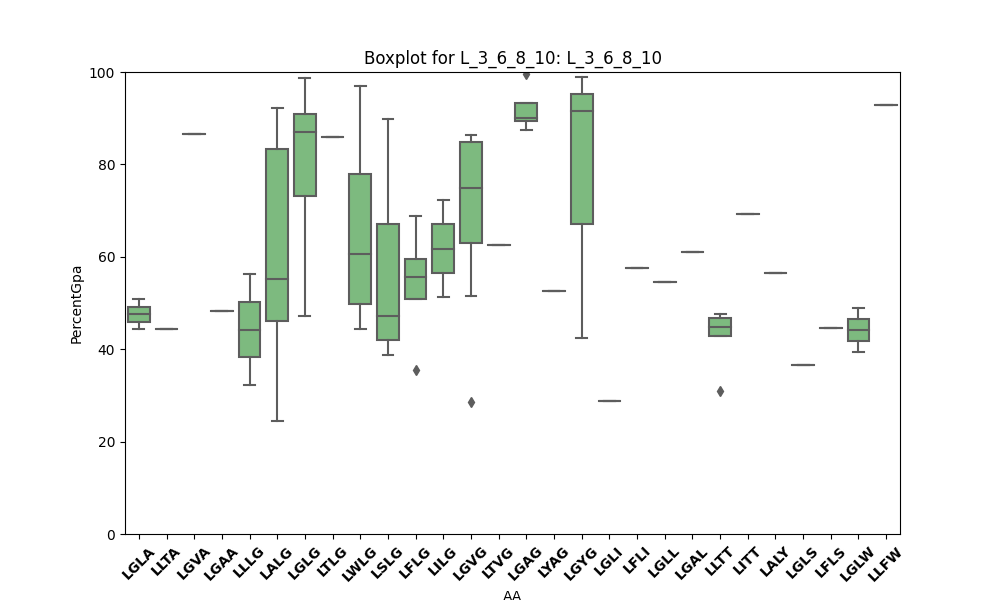 Boxplot for L_3_6_8_10: L_3_6_8_10
PercentGpa
100
80
60
40
20
0
LGLA LLTA LGVA LGAA LLLG LALG LGLG LTLG LWLG LSLG LFLG LILG LGVG LTVG LGAG LYAG LGYG LGLI LFLI LGLL LGAL LLTT LITT LALY LGLS LFLS LGLW LLFW
AA